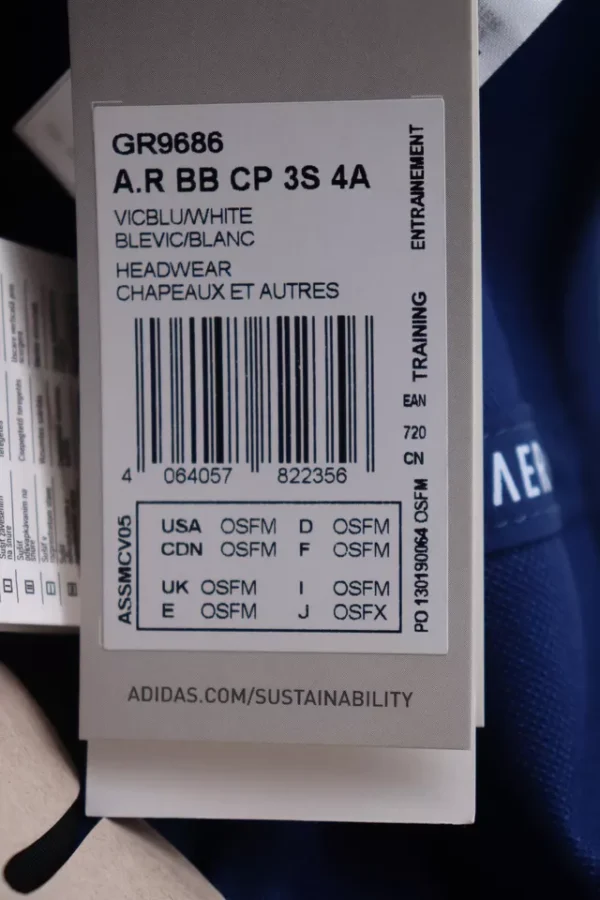 GR9686
A.R BB CP 3S 4A
VICBLU/WHITE
BLEVIC/BLANC
HEADWEAR
CHAPEAUX ET AUTRES
TRAINING ENTRAINEMENT
EAN
720
CN
4 064057 822356
ASSMCV05
USA OSFM D OSFM
CDN OSFM F OSFM
UK OSFM I OSFM
E OSFM J OSFX
PO 130190064 OSFM
ADIDAS.COM/SUSTAINABILITY
AER